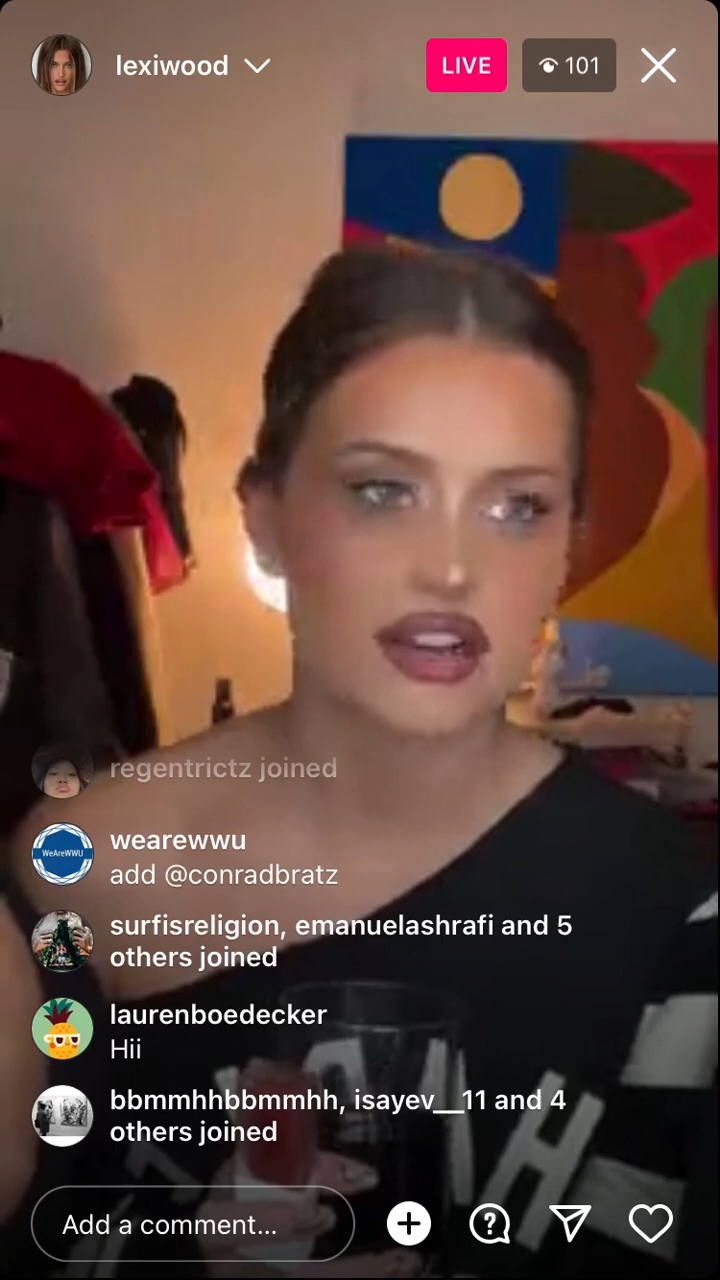 lexiwood
LIVE
101
regentrictz joined
WeAreWWU
wearewwu
add @conradbratz
surfisreligion, emanuelashrafi and 5
others joined
laurenboedecker
Hii
bbmmhhbbmmhh, isayev__11 and 4
others joined
Add a comment...